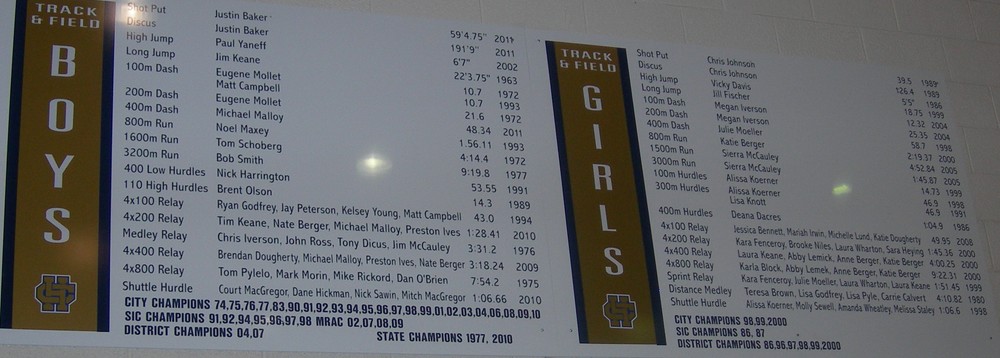 TRACK
& FIELD
BOYS
Shot Put Justin Baker 59'4.75" 2011
Discus Justin Baker 191'9" 2011
High Jump Paul Yaneff 6'7" 2002
Long Jump Jim Keane 22'3.75" 1963
100m Dash Eugene Mollet 10.7 1972
Matt Campbell 10.7 1993
200m Dash Eugene Mollet 21.6 1972
400m Dash Michael Malloy 48.34 2011
800m Run Noel Maxey 1.56.11 1993
1600m Run Tom Schoberg 4:14.4 1972
3200m Run Bob Smith 9:19.8 1977
400 Low Hurdles Nick Harrington 53.55 1991
110 High Hurdles Brent Olson 14.3 1989
4x100 Relay Ryan Godfrey, Jay Peterson, Kelsey Young, Matt Campbell 43.0 1994
4x200 Relay Tim Keane, Nate Berger, Michael Malloy, Preston Ives 1:28.41 2010
Medley Relay Chris Iverson, John Ross, Tony Dicus, Jim McCauley 3:31.2 1976
4x400 Relay Brendan Dougherty, Michael Malloy, Preston Ives, Nate Berger 3:18.24 2009
4x800 Relay Tom Pylelo, Mark Morin, Mike Rickord, Dan O'Brien 7:54.2 1975
Shuttle Hurdle Court MacGregor, Dane Hickman, Nick Sawin, Mitch MacGregor 1:06.66 2010
CITY CHAMPIONS 74,75,76,77,83,90,91,92,93,94,95,96,97,98,99,01,02,03,04,06,08,09,10
SIC CHAMPIONS 91,92,94,95,96,97,98 MRAC 02,07,08,09
DISTRICT CHAMPIONS 04,07 STATE CHAMPIONS 1977, 2010
TRACK
& FIELD
GIRLS
Shot Put Chris Johnson 39.5 1989
Discus Chris Johnson 126.4 1989
High Jump Vicky Davis 5'5" 1986
Long Jump Jill Fischer 18.75 1999
100m Dash Megan Iverson 12.32 2004
200m Dash Megan Iverson 25.35 2004
400m Dash Julie Moeller 58.7 1998
800m Run Katie Berger 2:19.37 2000
1500m Run Sierra McCauley 4:52.84 2005
3000m Run Sierra McCauley 1:45.87 2005
100m Hurdles Alissa Koerner 14.73 1999
300m Hurdles Alissa Koerner 46.9 1998
Lisa Knott 46.9 1991
400m Hurdles Deana Dacres 1:04.9 1986
4x100 Relay Jessica Bennett, Mariah Irwin, Michelle Lund, Katie Dougherty 49.95 2008
4x200 Relay Kara Fenceroy, Brooke Niles, Laura Wharton, Sara Heying 1:45.36 2000
4x400 Relay Laura Keane, Abby Lemick, Anne Berger, Katie Berger 4:00.25 2000
4x800 Relay Karla Block, Abby Lemek, Anne Berger, Katie Berger 9:22.31 2000
Sprint Relay Kara Fenceroy, Julie Moeller, Laura Wharton, Laura Keane 1:51.45 1999
Distance Medley Teresa Brown, Lisa Godfrey, Lisa Pyle, Carrie Calvert 4:10.82 1980
Shuttle Hurdle Alissa Koerner, Molly Sewell, Amanda Wheatley, Melissa Staley 1:06.6 1998
CITY CHAMPIONS 98,99,2000
SIC CHAMPIONS 86, 87
DISTRICT CHAMPIONS 86,96,97,98,99,2000